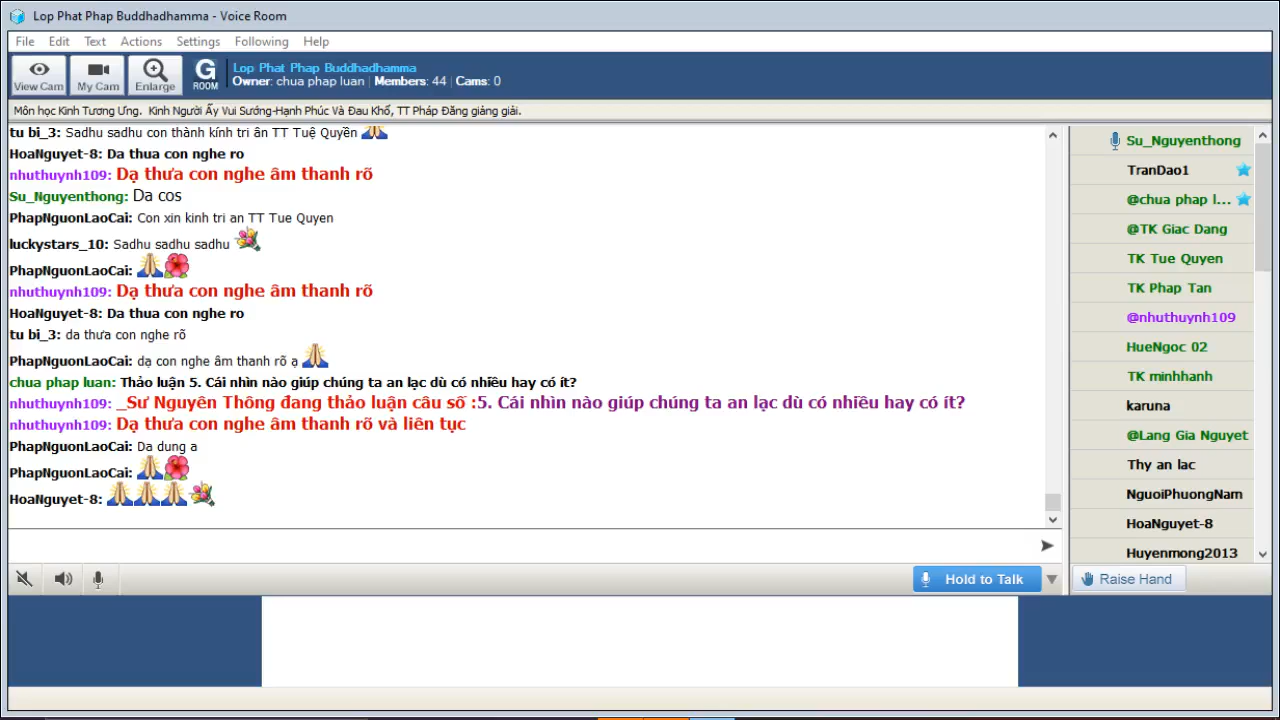 Lop Phat Phap Buddhadhamma - Voice Room
File Edit Text Actions Settings Following Help
View Cam My Cam Enlarge G ROOM
Lop Phat Phap Buddhadhamma
Owner: chua phap luan | Members: 44 | Cams: 0
Môn học Kinh Tương Ưng.  Kinh Người Ấy Vui Sướng-Hạnh Phúc Và Đau Khổ, TT Pháp Đăng giảng giải.
tu bi_3: Sadhu sadhu con thành kính tri ân TT Tuệ Quyền
HoaNguyet-8: Da thua con nghe ro
nhuthuynh109: Dạ thưa con nghe âm thanh rõ
Su_Nguyenthong: Da cos
PhapNguonLaoCai: Con xin kinh tri an TT Tue Quyen
luckystars_10: Sadhu sadhu sadhu
PhapNguonLaoCai:
nhuthuynh109: Dạ thưa con nghe âm thanh rõ
HoaNguyet-8: Da thua con nghe ro
tu bi_3: da thưa con nghe rõ
PhapNguonLaoCai: dạ con nghe âm thanh rõ ạ
chua phap luan: Thảo luận 5. Cái nhìn nào giúp chúng ta an lạc dù có nhiều hay có ít?
nhuthuynh109: _Sư Nguyên Thông đang thảo luận câu số :5. Cái nhìn nào giúp chúng ta an lạc dù có nhiều hay có ít?
nhuthuynh109: Dạ thưa con nghe âm thanh rõ và liên tục
PhapNguonLaoCai: Da dung a
PhapNguonLaoCai:
HoaNguyet-8:
Su_Nguyenthong
TranDao1
@chua phap l...
@TK Giac Dang
TK Tue Quyen
TK Phap Tan
@nhuthuynh109
HueNgoc 02
TK minhhanh
karuna
@Lang Gia Nguyet
Thy an lac
NguoiPhuongNam
HoaNguyet-8
Huyenmong2013
Hold to Talk
Raise Hand